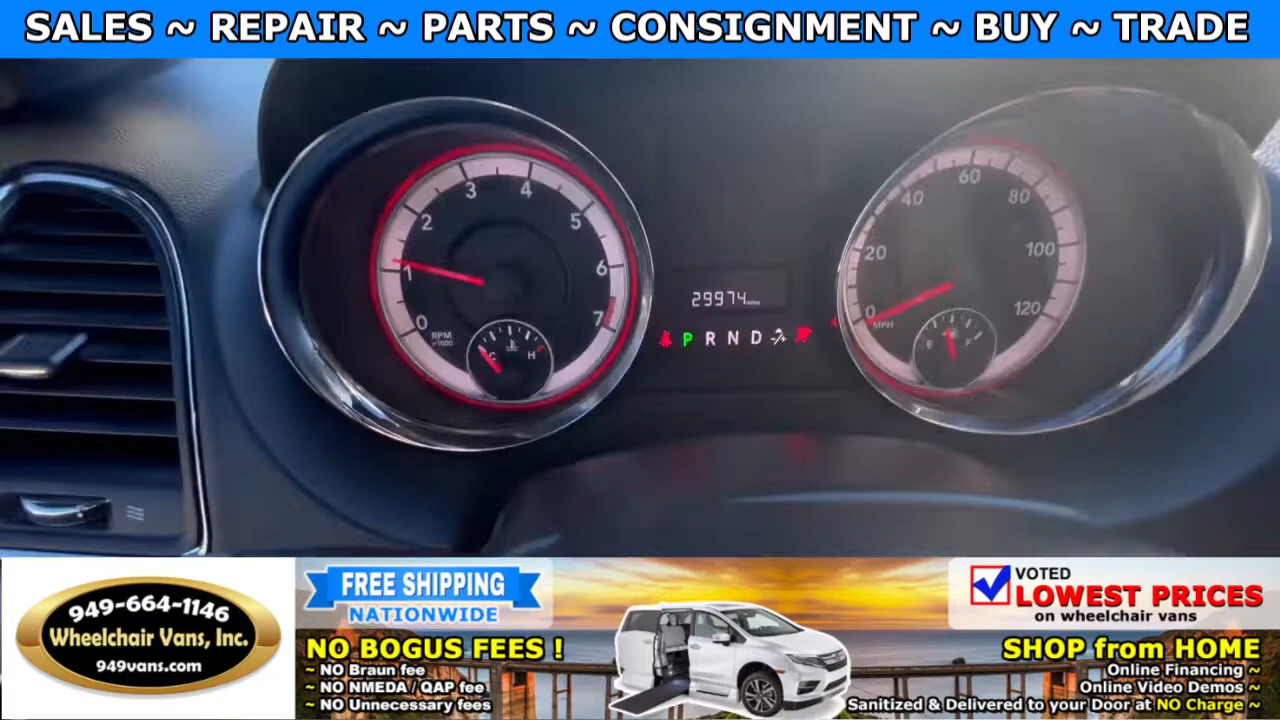 SALES ~ REPAIR ~ PARTS ~ CONSIGNMENT ~ BUY ~ TRADE
0 1 2 3 4 5 6 7
RPM
x1000
C H
29974
P R N D
0 20 40 60 80 100 120
MPH
E F
949-664-1146
Wheelchair Vans, Inc.
949vans.com
FREE SHIPPING
NATIONWIDE
NO BOGUS FEES !
~ NO Braun fee
~ NO NMEDA / QAP fee
~ NO Unnecessary fees
VOTED
LOWEST PRICES
on wheelchair vans
SHOP from HOME
Online Financing ~
Online Video Demos ~
Sanitized & Delivered to your Door at NO Charge ~